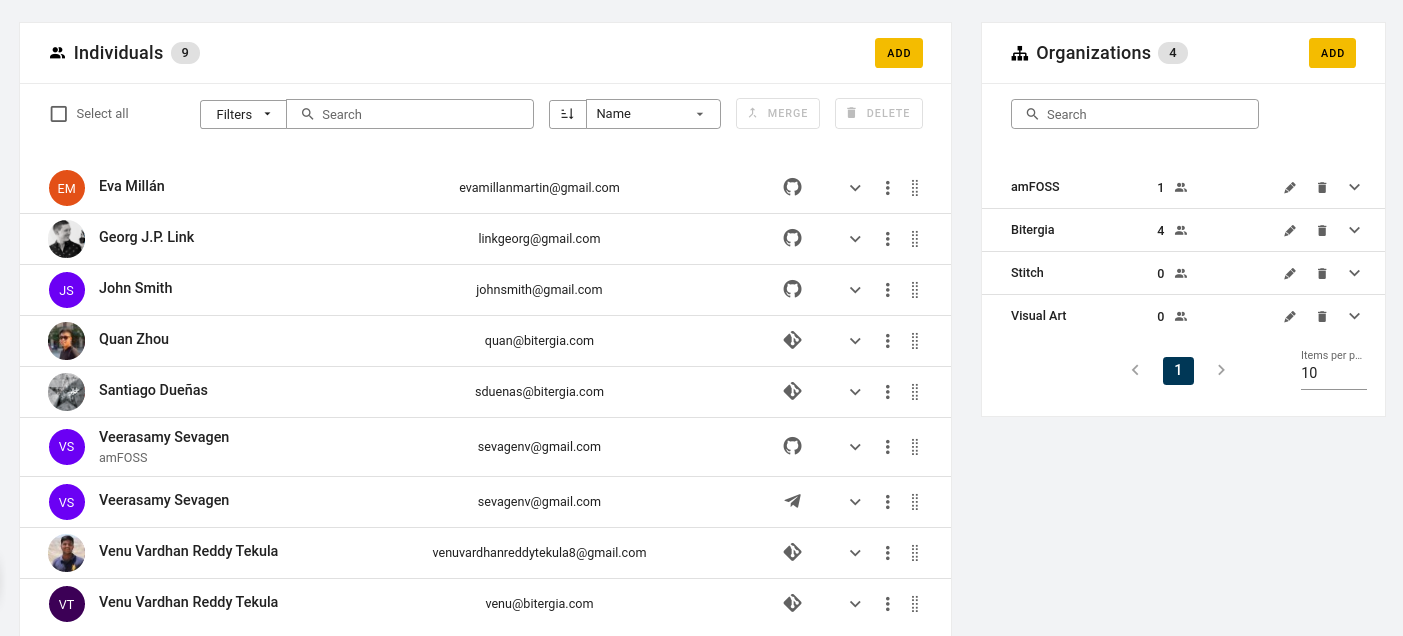 Individuals 9 ADD
Select all Filters Search Name MERGE DELETE
EM Eva Millán evamillanmartin@gmail.com
Georg J.P. Link linkgeorg@gmail.com
JS John Smith johnsmith@gmail.com
Quan Zhou quan@bitergia.com
Santiago Dueñas sduenas@bitergia.com
VS Veerasamy Sevagen sevagenv@gmail.com
amFOSS
VS Veerasamy Sevagen sevagenv@gmail.com
Venu Vardhan Reddy Tekula venuvardhanreddytekula8@gmail.com
VT Venu Vardhan Reddy Tekula venu@bitergia.com
Organizations 4 ADD
Search
amFOSS 1
Bitergia 4
Stitch 0
Visual Art 0
Items per p...
1 10